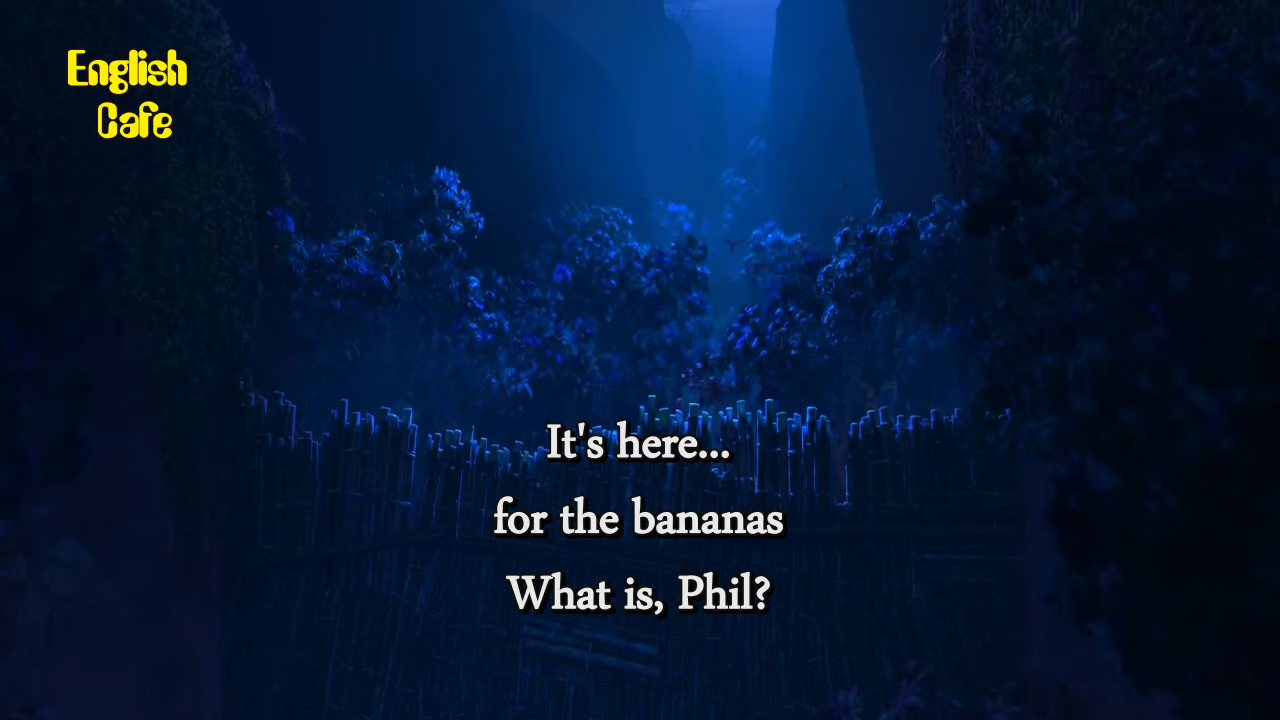 English
Cafe
It's here...
for the bananas
What is, Phil?